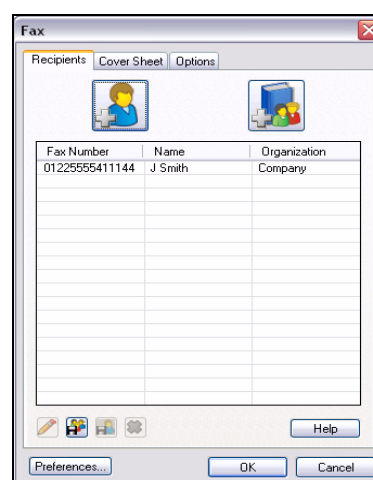 Fax
Recipients Cover Sheet Options
Fax Number Name Organization
01225555411144 J Smith Company
Help
Preferences... OK Cancel